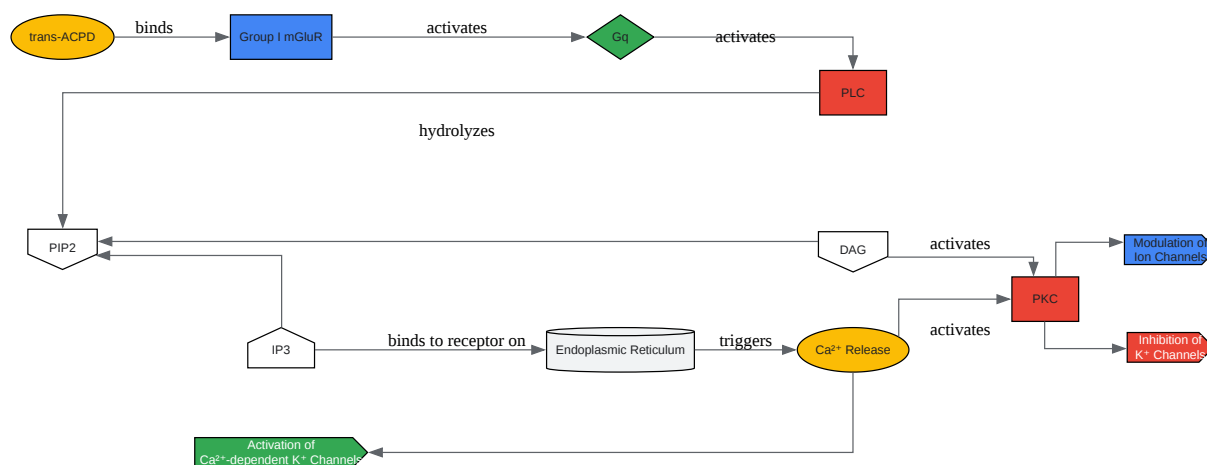 trans-ACPD
binds
Group I mGluR
activates
Gq
activates
PLC
hydrolyzes
PIP2
DAG
activates
Modulation of
Ion Channels
PKC
IP3
binds to receptor on
Endoplasmic Reticulum
triggers
Ca²⁺ Release
activates
Inhibition of
K⁺ Channels
Activation of
Ca²⁺-dependent K⁺ Channels